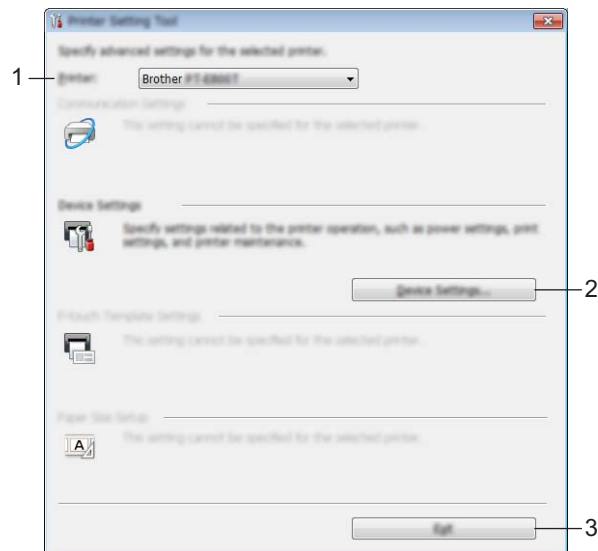 Printer Setting Tool
Specify advanced settings for the selected printer.
1
Printer:
Brother PT-E800T
Communication Settings
This setting cannot be specified for the selected printer.
Device Settings
Specify settings related to the printer operation, such as power settings, print
settings, and printer maintenance.
Device Settings...
2
P-touch Template Settings
This setting cannot be specified for the selected printer.
Paper Size Setup
This setting cannot be specified for the selected printer.
A
Exit
3